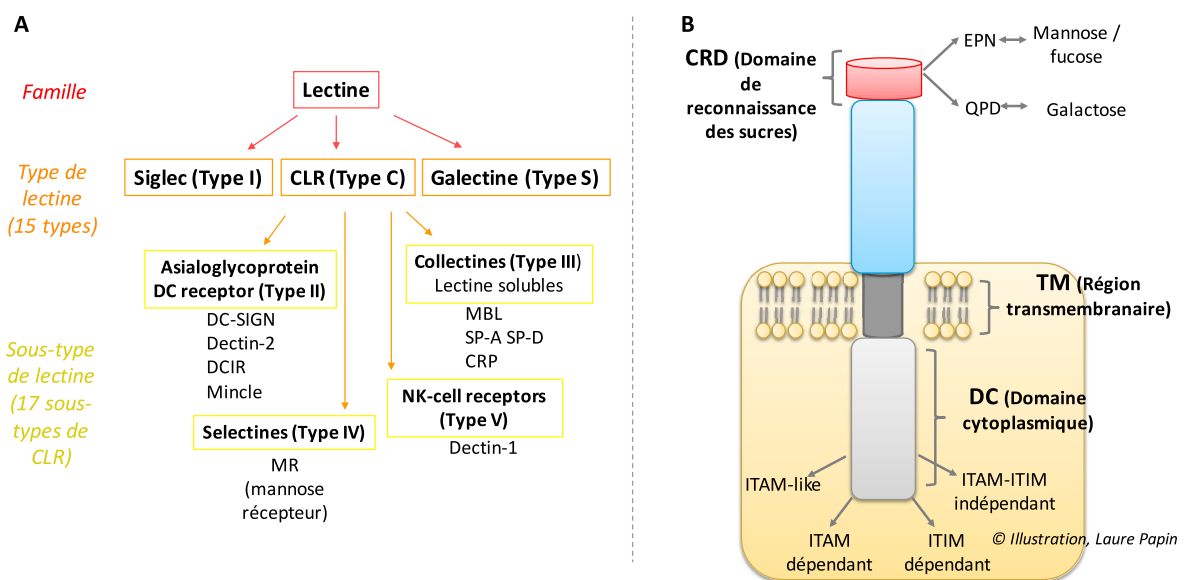 A
Famille
Lectine
Type de
lectine
(15 types)
Siglec (Type I)
CLR (Type C)
Galectine (Type S)
Sous-type
de lectine
(17 sous-
types de
CLR)
Asialoglycoprotein
DC receptor (Type II)
DC-SIGN
Dectin-2
DCIR
Mincle
Collectines (Type III)
Lectine solubles
MBL
SP-A SP-D
CRP
Selectines (Type IV)
MR
(mannose
récepteur)
NK-cell receptors
(Type V)
Dectin-1
B
CRD (Domaine
de
reconnaissance
des sucres)
EPN
Mannose /
fucose
QPD
Galactose
TM (Région
transmembranaire)
DC (Domaine
cytoplasmique)
ITAM-like
ITAM-ITIM
indépendant
ITAM
dépendant
ITIM
dépendant
© Illustration, Laure Papin